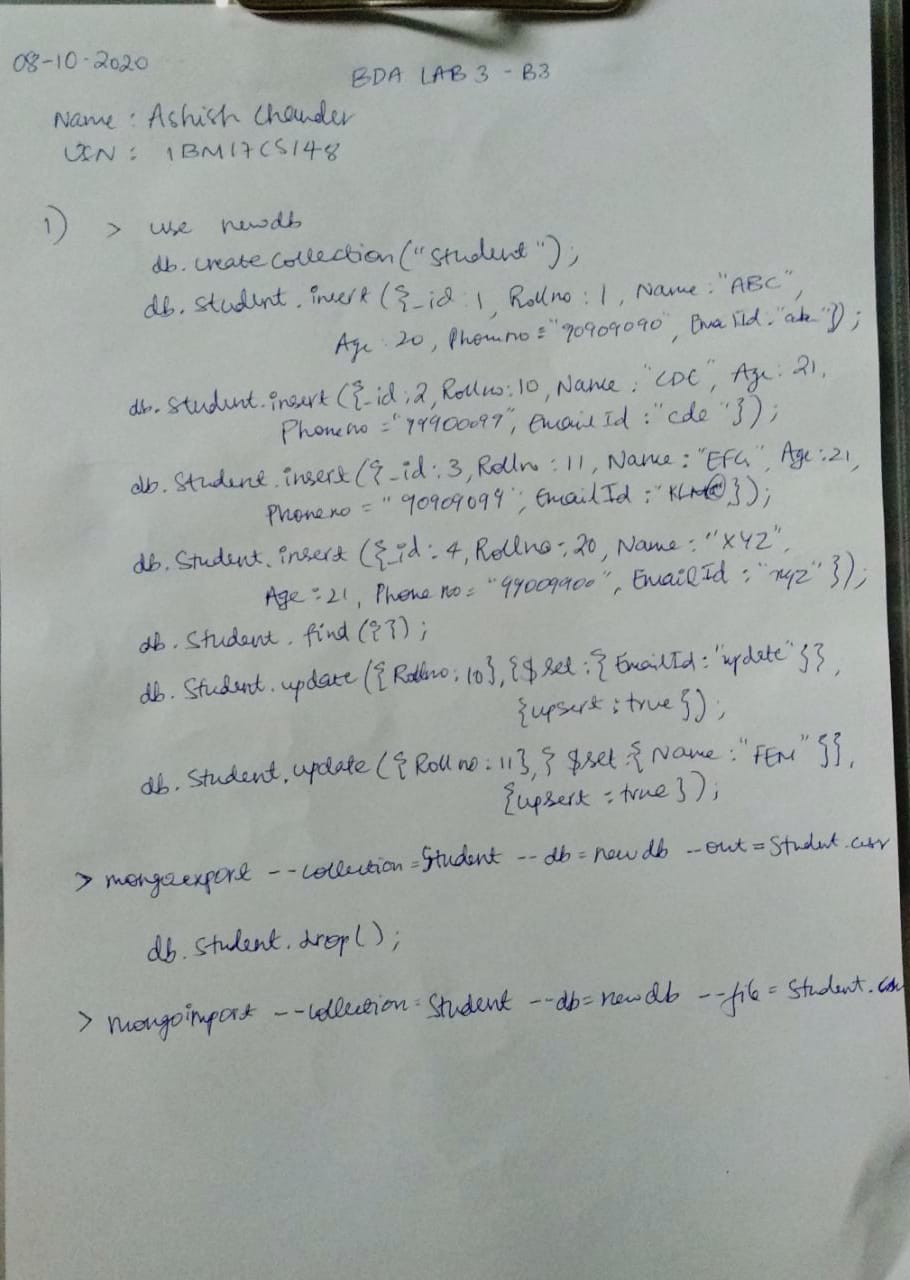 08-10-2020
BDA LAB 3 - B3
Name : Ashish Chander
USN : 1BM17CS148
1) > use newdb
db.createCollection("Student");
db.Student.insert({_id:1, Rollno:1, Name:"ABC",
Age:20, Phoneno="90909090", EmailId:"abc"});
db.Student.insert({_id:2, Rollno:10, Name:"CDE", Age:21,
Phoneno="99900099", EmailId:"cde"});
db.Student.insert({_id:3, Rollno:11, Name:"EFG", Age:21,
Phoneno="90909099", EmailId:"KLM"});
db.Student.insert({_id:4, Rollno:20, Name:"XYZ",
Age:21, Phone no="99009900", EmailId:"xyz"});
db.Student.find({});
db.Student.update({Rollno:10},{$set:{EmailId:"update"}},
{upsert:true});
db.Student.update({Roll no:11},{$set:{Name:"FEM"}},
{upsert:true});
> mongoexport --collection=Student --db=newdb --out=Student.csv
db.Student.drop();
> mongoimport --collection=Student --db=newdb --file=Student.csv